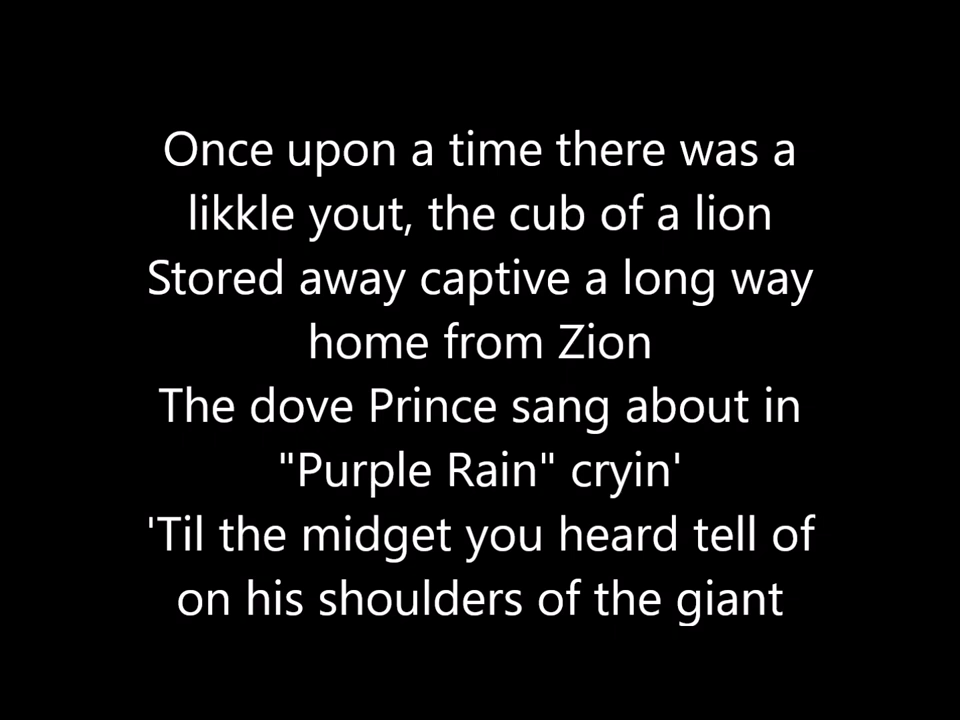 Once upon a time there was a
likkle yout, the cub of a lion
Stored away captive a long way
home from Zion
The dove Prince sang about in
"Purple Rain" cryin'
'Til the midget you heard tell of
on his shoulders of the giant